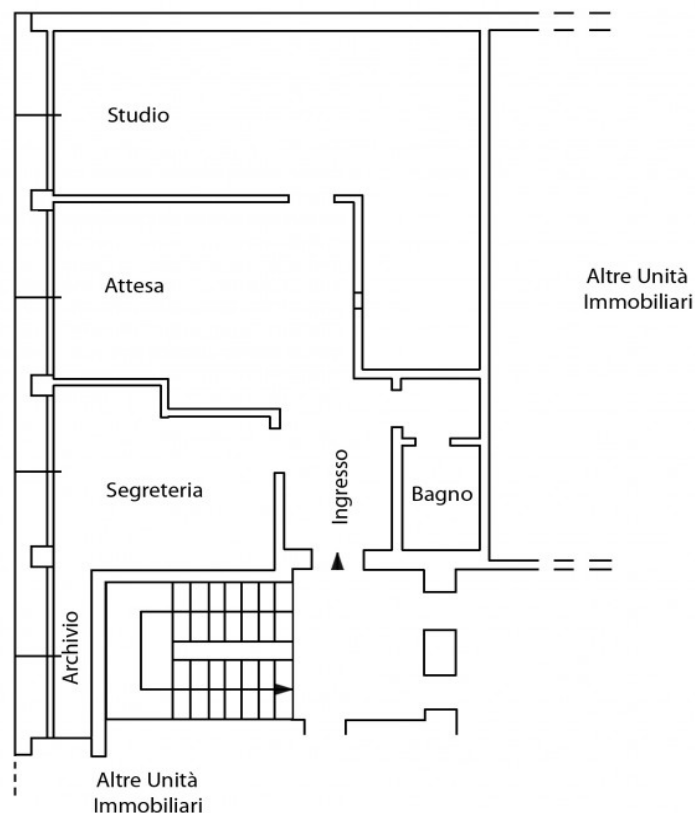 Studio
Attesa
Altre Unità
Immobiliari
Segreteria
Ingresso
Bagno
Archivio
Altre Unità
Immobiliari